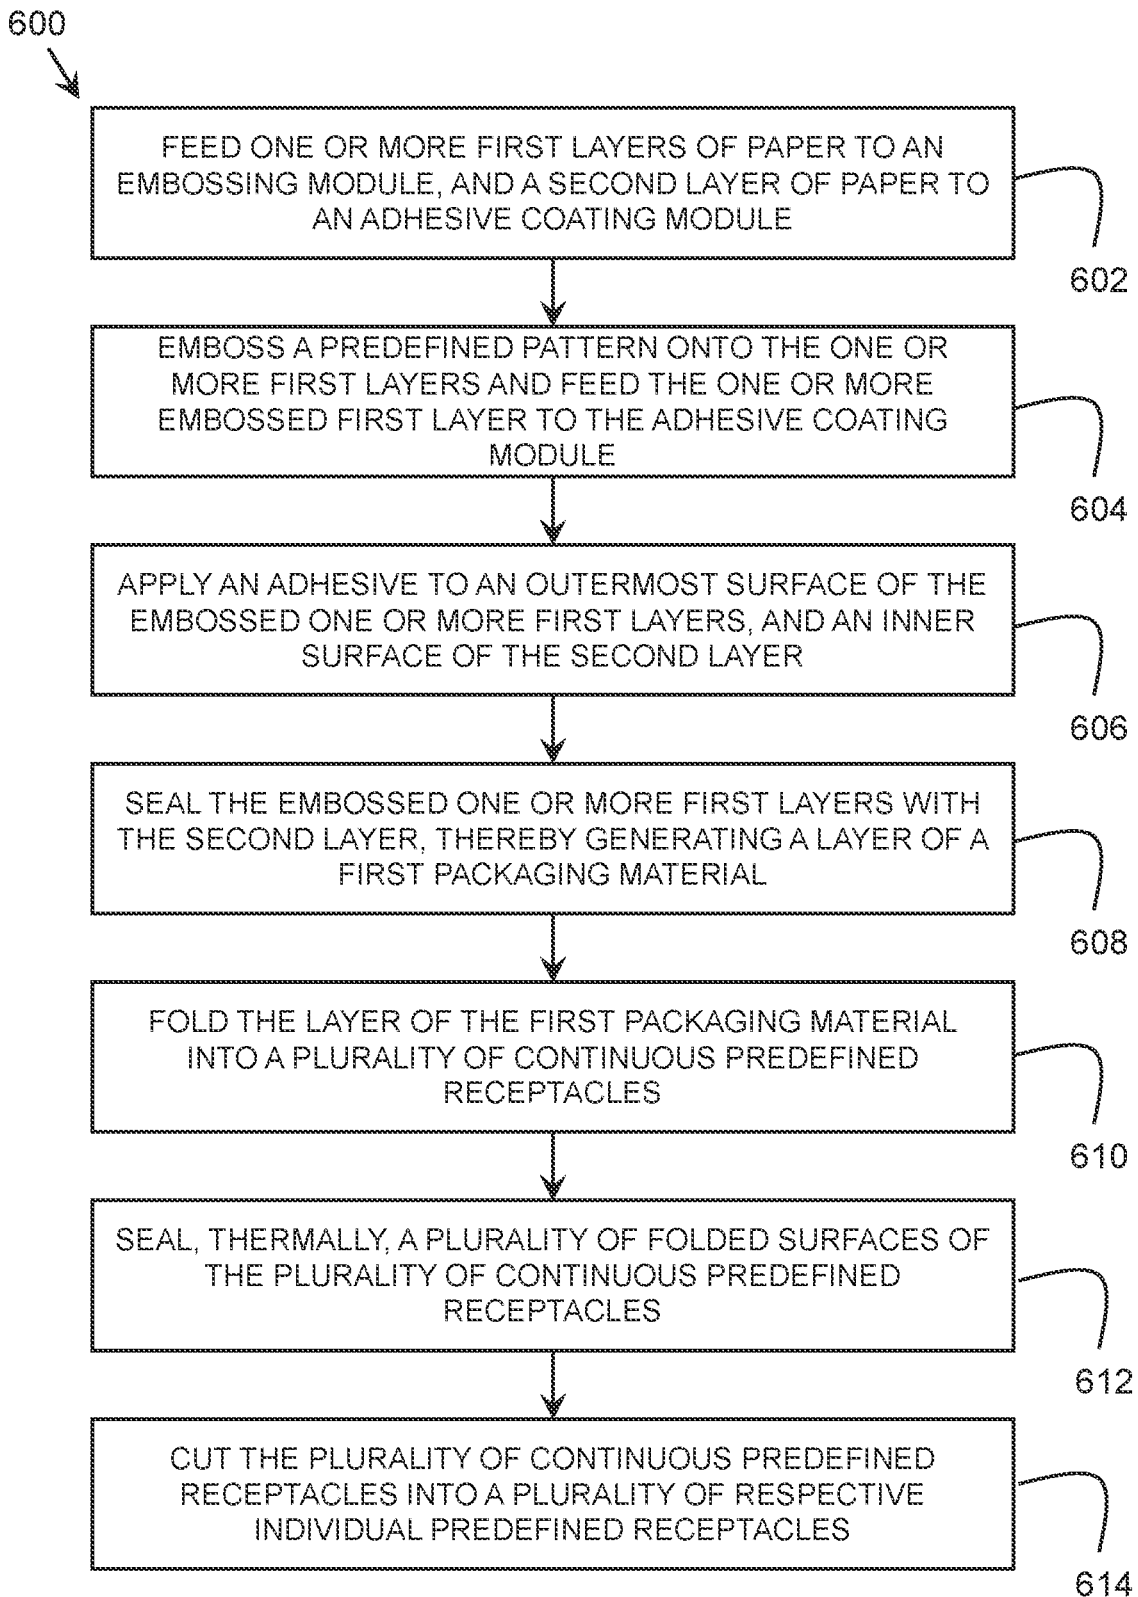 600
FEED ONE OR MORE FIRST LAYERS OF PAPER TO AN
EMBOSSING MODULE, AND A SECOND LAYER OF PAPER TO
AN ADHESIVE COATING MODULE
602
EMBOSS A PREDEFINED PATTERN ONTO THE ONE OR
MORE FIRST LAYERS AND FEED THE ONE OR MORE
EMBOSSED FIRST LAYER TO THE ADHESIVE COATING
MODULE
604
APPLY AN ADHESIVE TO AN OUTERMOST SURFACE OF THE
EMBOSSED ONE OR MORE FIRST LAYERS, AND AN INNER
SURFACE OF THE SECOND LAYER
606
SEAL THE EMBOSSED ONE OR MORE FIRST LAYERS WITH
THE SECOND LAYER, THEREBY GENERATING A LAYER OF A
FIRST PACKAGING MATERIAL
608
FOLD THE LAYER OF THE FIRST PACKAGING MATERIAL
INTO A PLURALITY OF CONTINUOUS PREDEFINED
RECEPTACLES
610
SEAL, THERMALLY, A PLURALITY OF FOLDED SURFACES OF
THE PLURALITY OF CONTINUOUS PREDEFINED
RECEPTACLES
612
CUT THE PLURALITY OF CONTINUOUS PREDEFINED
RECEPTACLES INTO A PLURALITY OF RESPECTIVE
INDIVIDUAL PREDEFINED RECEPTACLES
614